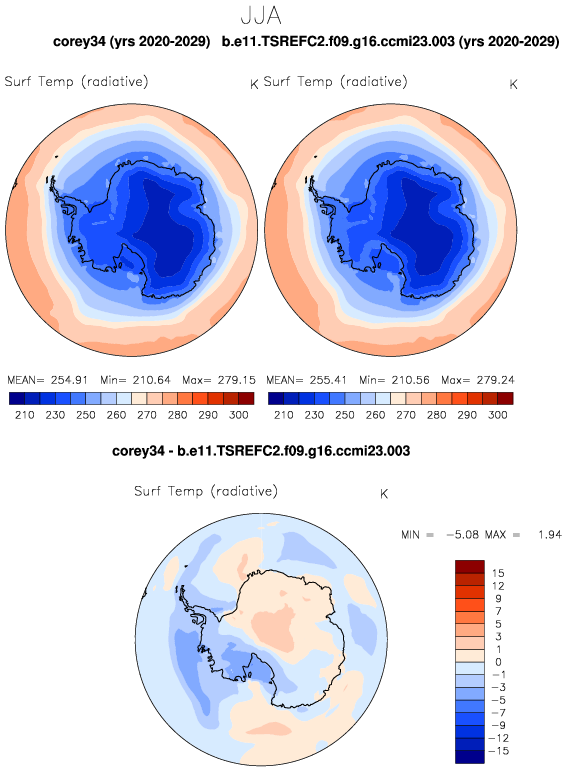 JJA
corey34 (yrs 2020-2029) b.e11.TSREFC2.f09.g16.ccmi23.003 (yrs 2020-2029)
Surf Temp (radiative) K Surf Temp (radiative) K
MEAN= 254.91 Min= 210.64 Max= 279.15 MEAN= 255.41 Min= 210.56 Max= 279.24
210 230 250 260 270 280 290 300 210 230 250 260 270 280 290 300
corey34 - b.e11.TSREFC2.f09.g16.ccmi23.003
Surf Temp (radiative) K
MIN = -5.08 MAX = 1.94
15
12
9
7
5
3
1
0
-1
-3
-5
-7
-9
-12
-15